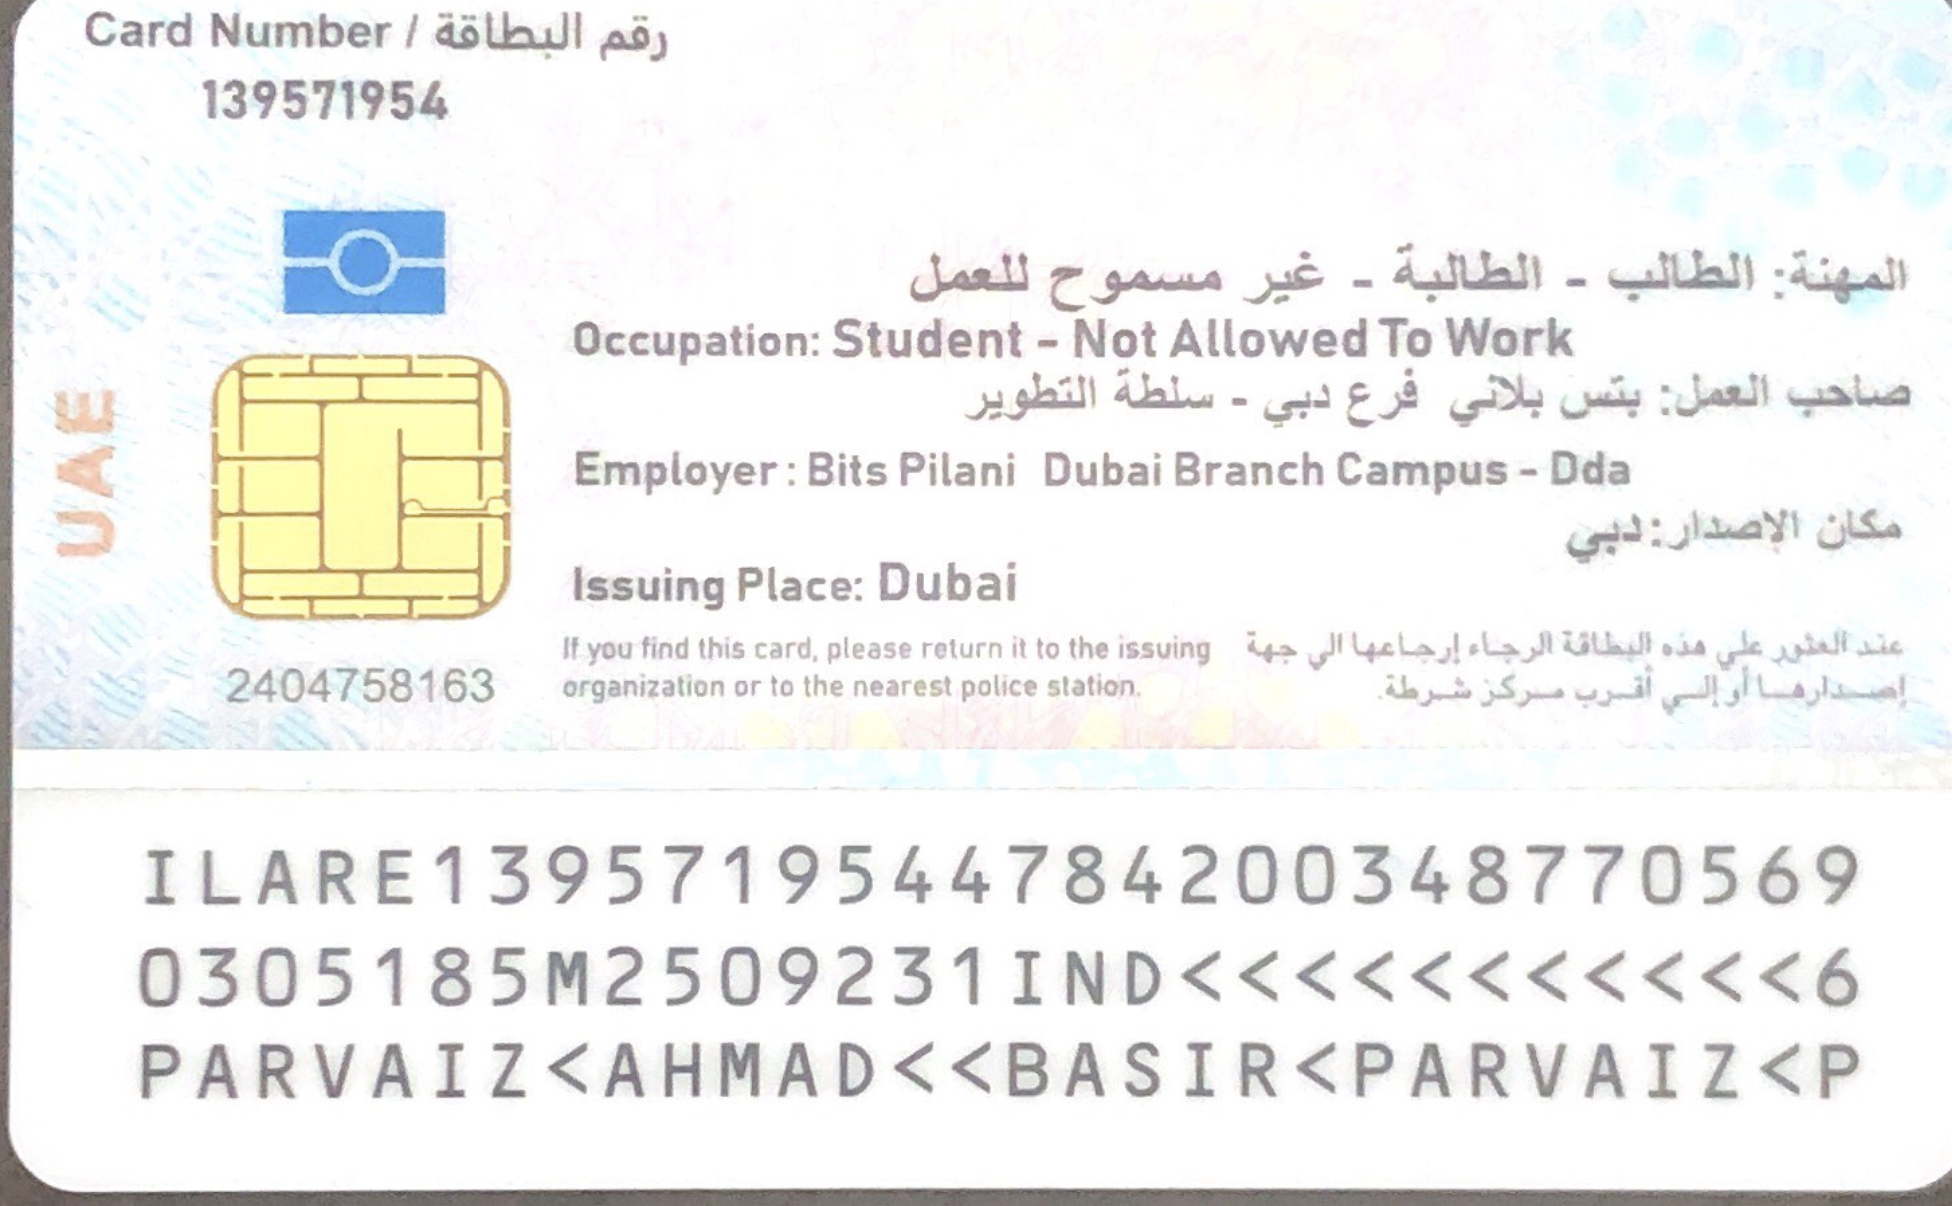 Card Number / رقم البطاقة
139571954
المهنة: الطالب - الطالبة - غير مسموح للعمل
Occupation: Student - Not Allowed To Work
صاحب العمل: بتس بلاني فرع دبي - سلطة التطوير
Employer : Bits Pilani Dubai Branch Campus - Dda
مكان الاصدار: دبي
Issuing Place: Dubai
UAE
2404758163
If you find this card, please return it to the issuing
organization or to the nearest police station.
عند العثور على هذه البطاقة الرجاء إرجاعها الى جهة
إصدارها أو إلى أقرب مركز شرطة.
ILARE1395719544784200348770569
0305185M2509231IND<<<<<<<<<<<6
PARVAIZ<AHMAD<<BASIR<PARVAIZ<P